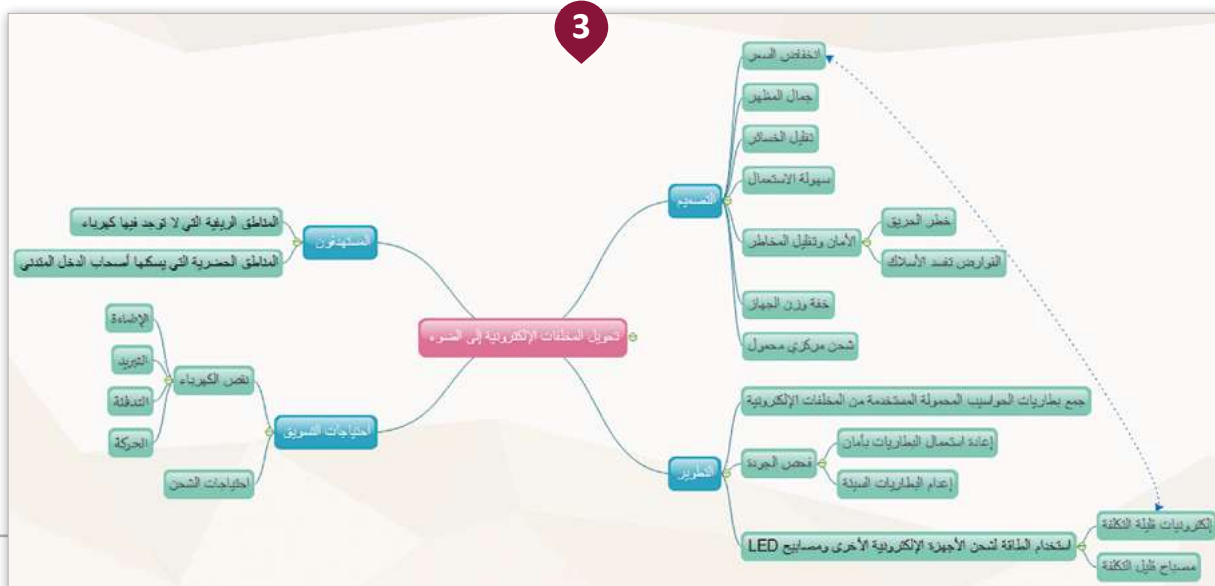 3
تحويل المخلفات الإلكترونية إلى الضوء
التصميم
انخفاض السعر
جمال المظهر
تقليل الخسائر
سهولة الاستعمال
الأمان وتقليل المخاطر
خطر الحريق
القوارض تفسد الأسلاك
خفة وزن الجهاز
شحن مركزي محمول
التطوير
جمع بطاريات الحواسيب المحمولة المستخدمة من المخلفات الإلكترونية
فحص الجودة
إعادة استعمال البطاريات بأمان
إعدام البطاريات السيئة
استخدام الطاقة لشحن الأجهزة الإلكترونية الأخرى ومصابيح LED
إلكترونيات قليلة التكلفة
مصباح قليل التكلفة
المستهدفون
المناطق الريفية التي لا توجد فيها كهرباء
المناطق الحضرية التي يسكنها أصحاب الدخل المتدني
احتياجات التسويق
نقص الكهرباء
الإضاءة
التبريد
التدفئة
الحركة
احتياجات الشحن